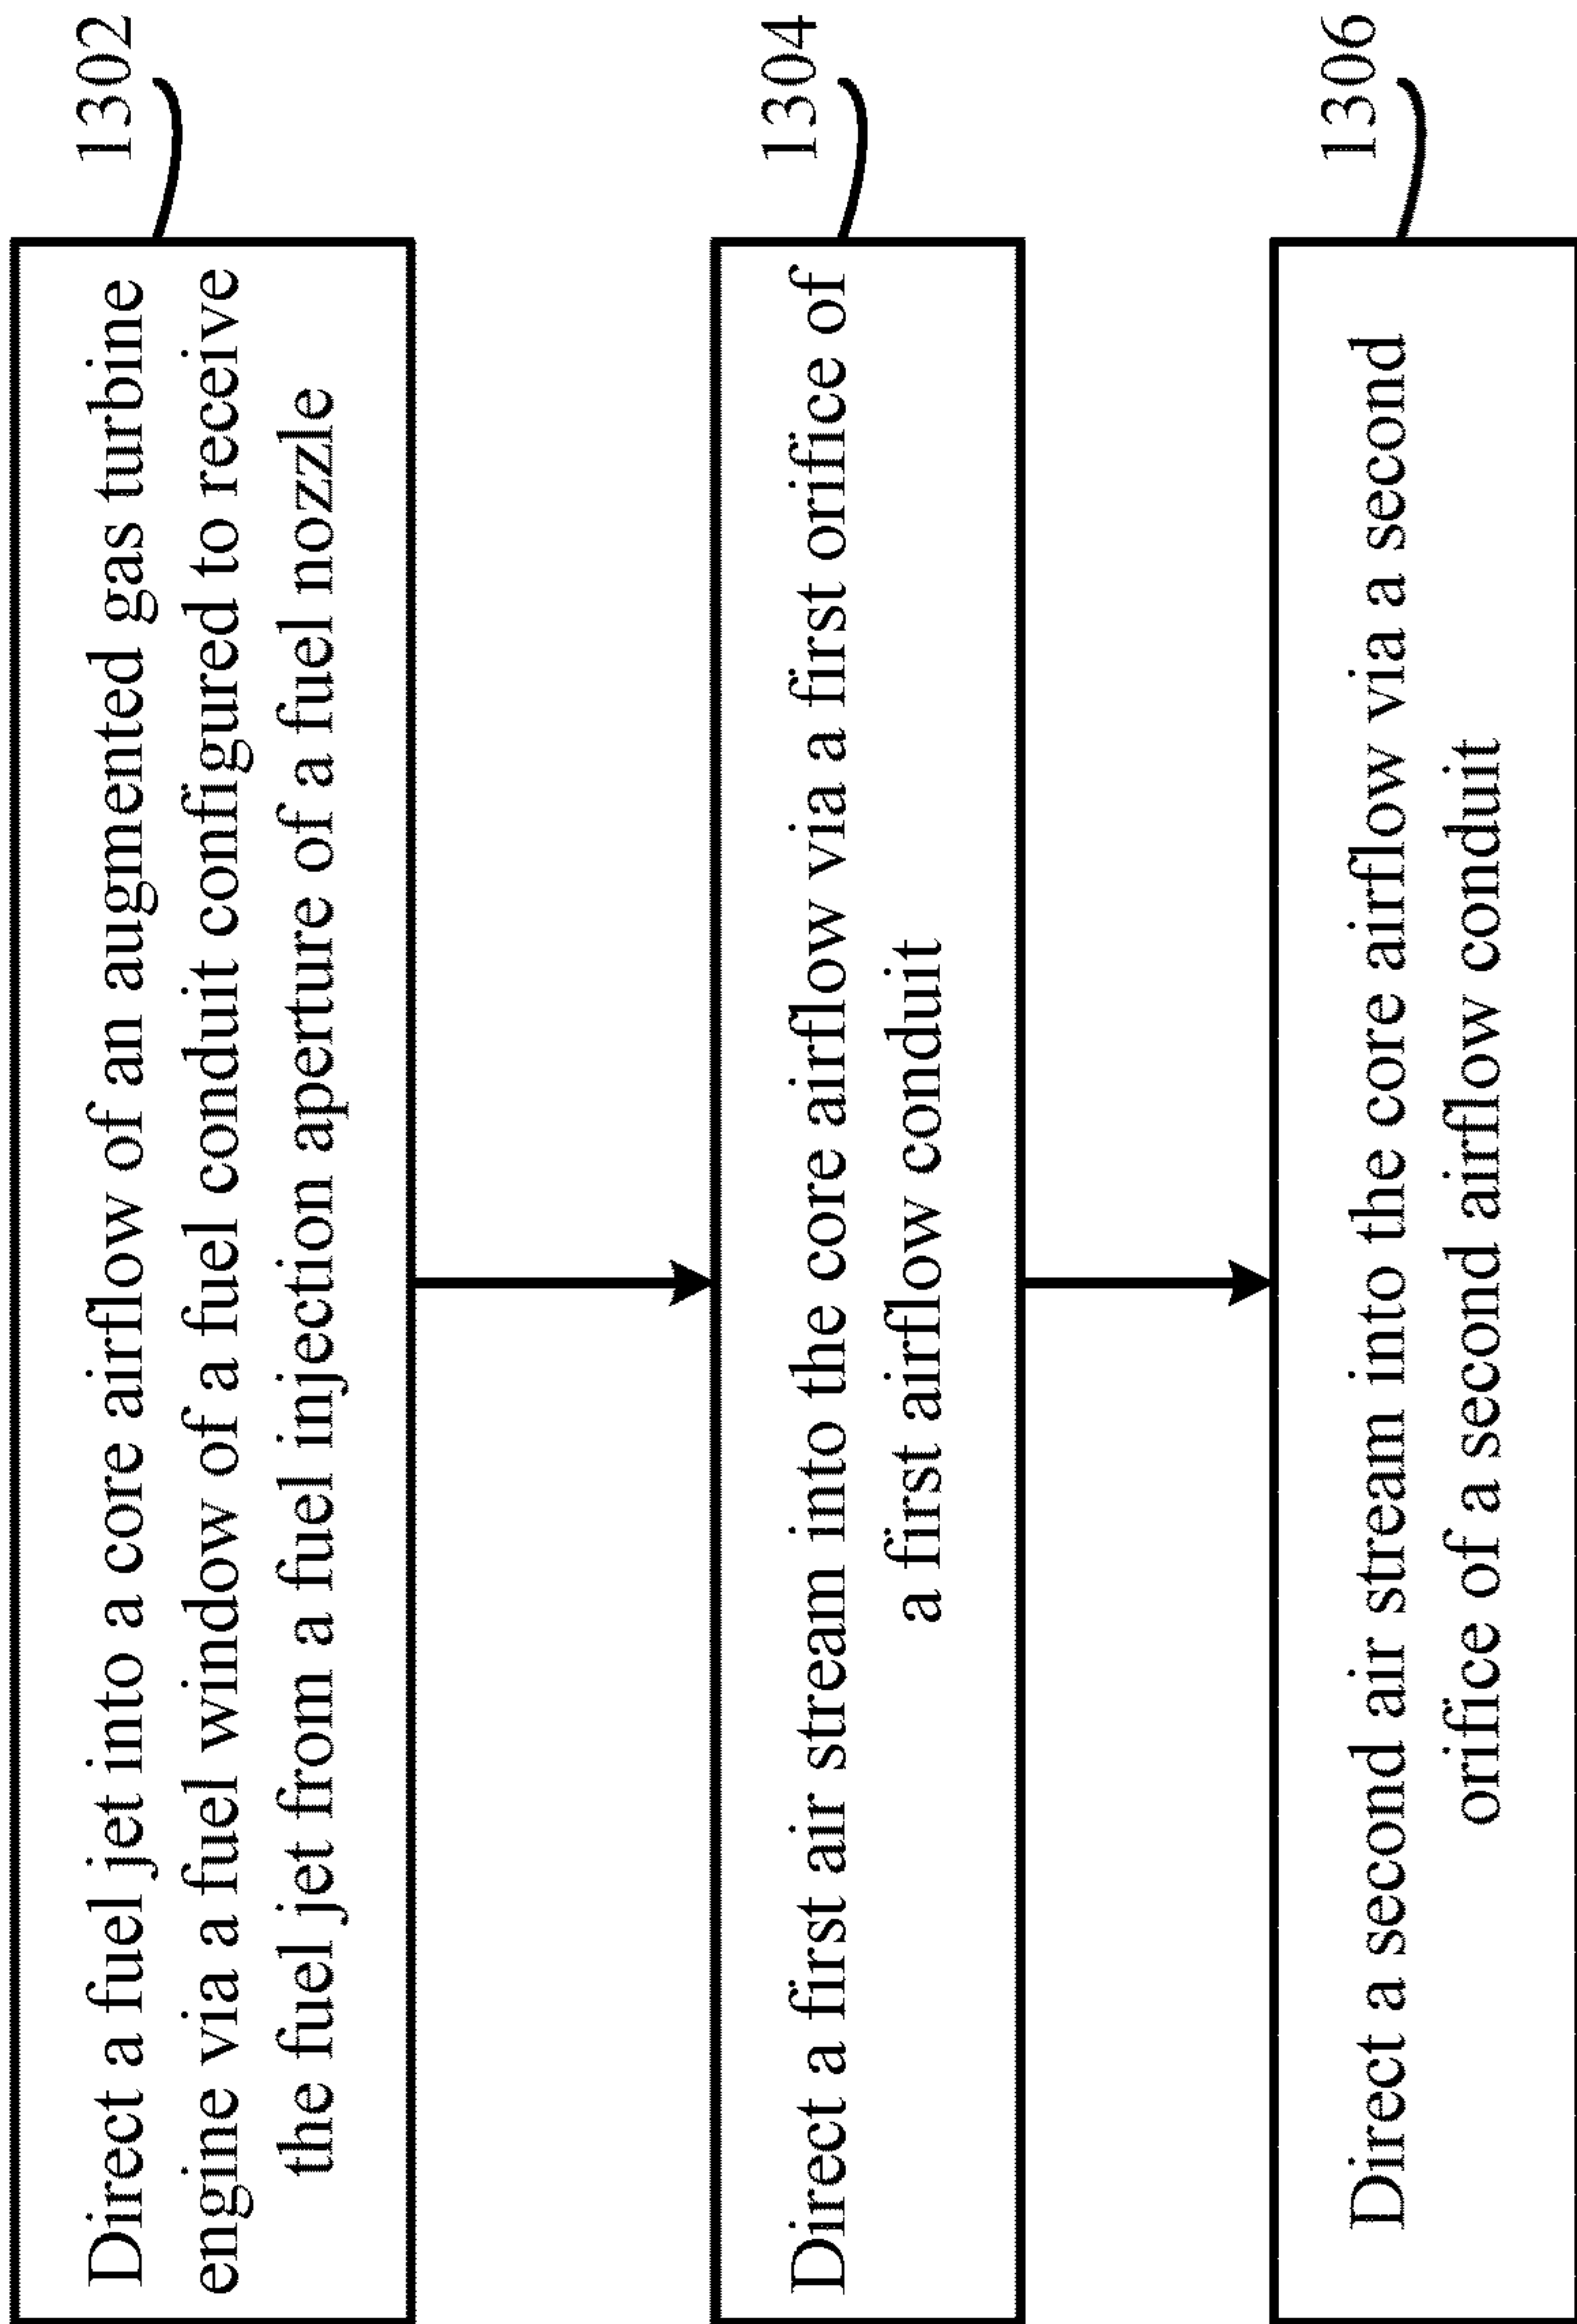 Direct a fuel jet into a core airflow of an augmented gas turbine
engine via a fuel window of a fuel conduit configured to receive
the fuel jet from a fuel injection aperture of a fuel nozzle
1302
Direct a first air stream into the core airflow via a first orifice of
a first airflow conduit
1304
Direct a second air stream into the core airflow via a second
orifice of a second airflow conduit
1306